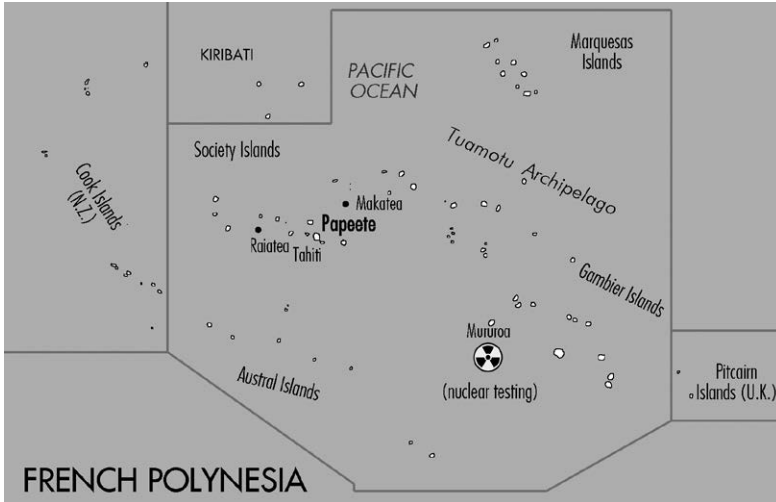 KIRIBATI
PACIFIC
OCEAN
Marquesas
Islands
Society Islands
Tuamotu Archipelago
Cook Islands
(N.Z.)
Makatea
Papeete
Raiatea
Tahiti
Gambier Islands
Mururoa
(nuclear testing)
Austral Islands
Pitcairn
Islands (U.K.)
FRENCH POLYNESIA